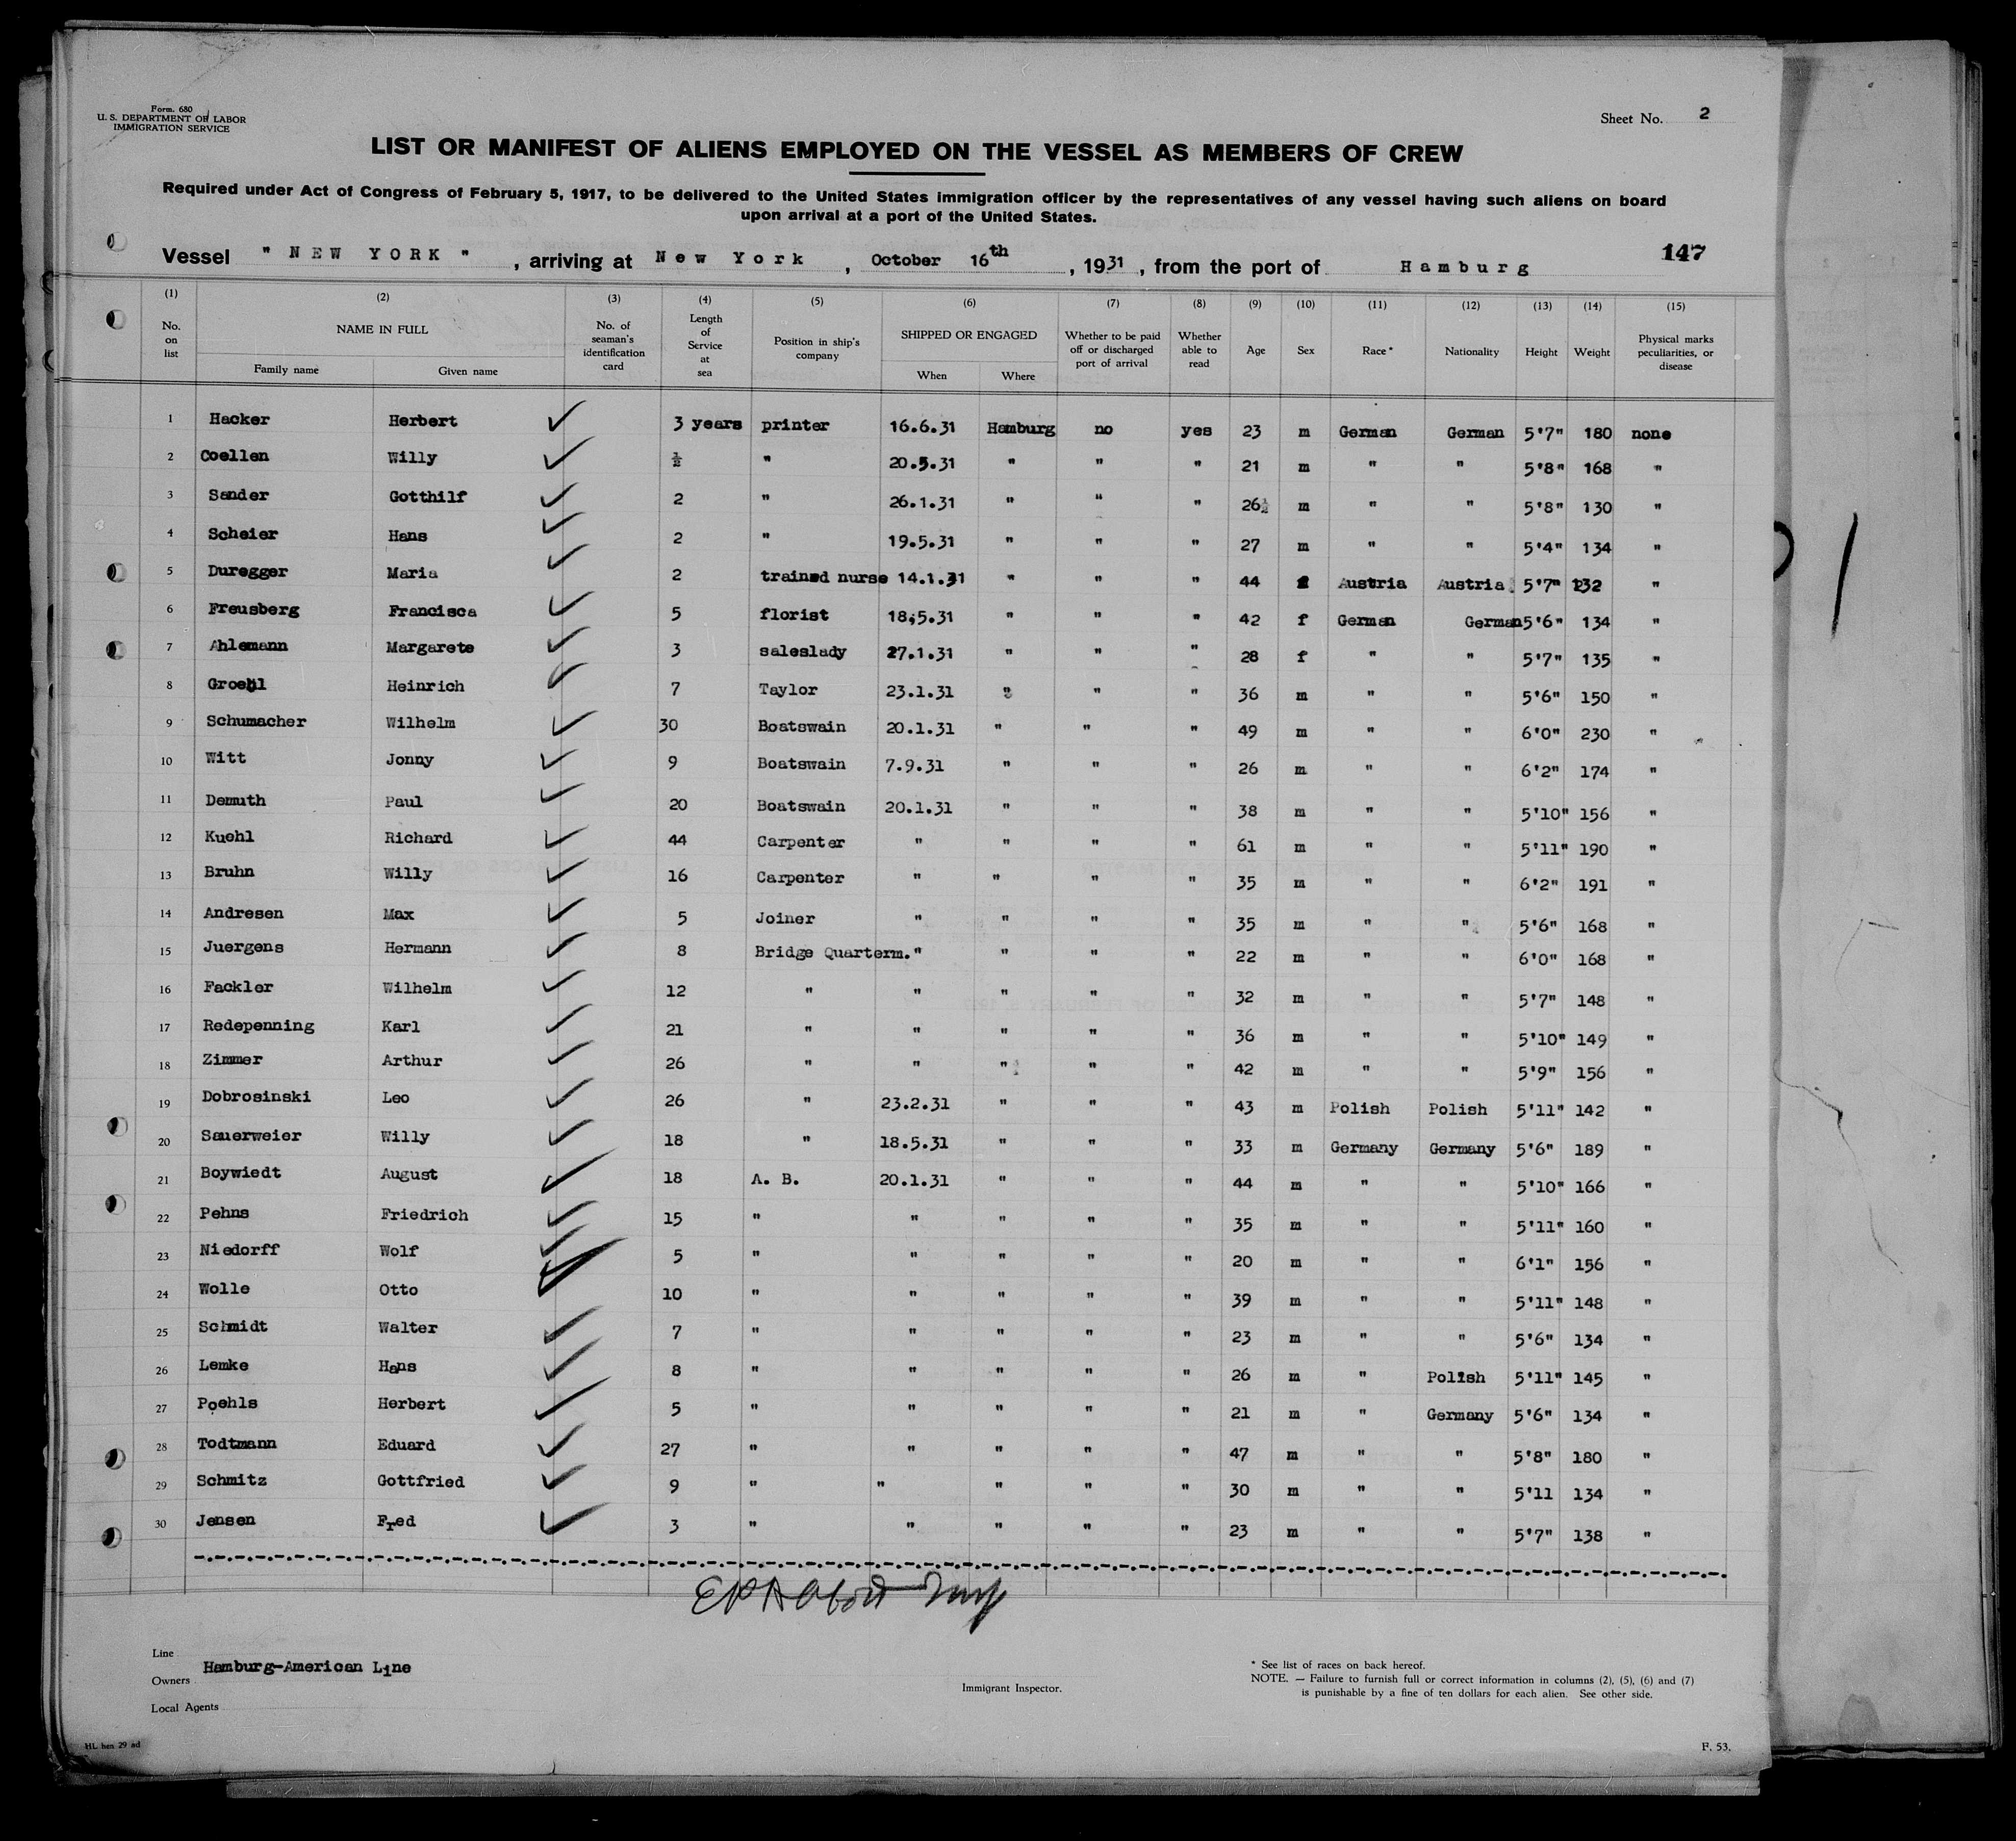 Form. 680
U. S. DEPARTMENT OF LABOR
IMMIGRATION SERVICE
Sheet No. 2
LIST OR MANIFEST OF ALIENS EMPLOYED ON THE VESSEL AS MEMBERS OF CREW
Required under Act of Congress of February 5, 1917, to be delivered to the United States immigration officer by the representatives of any vessel having such aliens on board
upon arrival at a port of the United States.
147
Vessel " NEW YORK " , arriving at New York , October 16th , 1931 , from the port of Hamburg
(1) (2) (3) (4) (5) (6) (7) (8) (9) (10) (11) (12) (13) (14) (15)
No. on list NAME IN FULL Family name Given name No. of seaman's identification card Length of Service at sea Position in ship's company SHIPPED OR ENGAGED When Where Whether to be paid off or discharged port of arrival Whether able to read Age Sex Race* Nationality Height Weight Physical marks peculiarities, or disease
1 Hacker Herbert 3 years printer 16.6.31 Hamburg no yes 23 m German German 5'7" 180 none
2 Coellen Willy ½ " 20.5.31 " " " 21 m " " 5'8" 168 "
3 Sander Gotthilf 2 " 26.1.31 " " " 26½ m " " 5'8" 130 "
4 Scheier Hans 2 " 19.5.31 " " " 27 m " " 5'4" 134 "
5 Duregger Maria 2 trained nurse 14.1.31 " " " 44 f Austria Austria 5'7" 132 "
6 Freusberg Francisca 5 florist 18;5.31 " " " 42 f German German 5'6" 134 "
7 Ahlemann Margarete 3 saleslady 27.1.31 " " " 28 f " " 5'7" 135 "
8 Groehl Heinrich 7 Taylor 23.1.31 " " " 36 m " " 5'6" 150 "
9 Schumacher Wilhelm 30 Boatswain 20.1.31 " " " 49 m " " 6'0" 230 "
10 Witt Jonny 9 Boatswain 7.9.31 " " " 26 m " " 6'2" 174 "
11 Demuth Paul 20 Boatswain 20.1.31 " " " 38 m " " 5'10" 156 "
12 Kuehl Richard 44 Carpenter " " " " 61 m " " 5'11" 190 "
13 Bruhn Willy 16 Carpenter " " " " 35 m " " 6'2" 191 "
14 Andresen Max 5 Joiner " " " " 35 m " " 5'6" 168 "
15 Juergens Hermann 8 Bridge Quarterm. " " " " 22 m " " 6'0" 168 "
16 Fackler Wilhelm 12 " " " " " 32 m " " 5'7" 148 "
17 Redepenning Karl 21 " " " " " 36 m " " 5'10" 149 "
18 Zimmer Arthur 26 " " " " " 42 m " " 5'9" 156 "
19 Dobrosinski Leo 26 " 23.2.31 " " " 43 m Polish Polish 5'11" 142 "
20 Sauerweier Willy 18 " 18.5.31 " " " 33 m Germany Germany 5'6" 189 "
21 Boywiedt August 18 A. B. 20.1.31 " " " 44 m " " 5'10" 166 "
22 Pehns Friedrich 15 " " " " " 35 m " " 5'11" 160 "
23 Niedorff Wolf 5 " " " " " 20 m " " 6'1" 156 "
24 Wolle Otto 10 " " " " " 39 m " " 5'11" 148 "
25 Schmidt Walter 7 " " " " " 23 m " " 5'6" 134 "
26 Lemke Hans 8 " " " " " 26 m " Polish 5'11" 145 "
27 Poehls Herbert 5 " " " " " 21 m " Germany 5'6" 134 "
28 Todtmann Eduard 27 " " " " " 47 m " " 5'8" 180 "
29 Schmitz Gottfried 9 " " " " " 30 m " " 5'11 134 "
30 Jensen Fred 3 " " " " " 23 m " " 5'7" 138 "
Line
Owners Hamburg-American Line
Local Agents
Immigrant Inspector.
* See list of races on back hereof.
NOTE. — Failure to furnish full or correct information in columns (2), (5), (6) and (7)
is punishable by a fine of ten dollars for each alien. See other side.
HL hen 29 ad
F. 53.